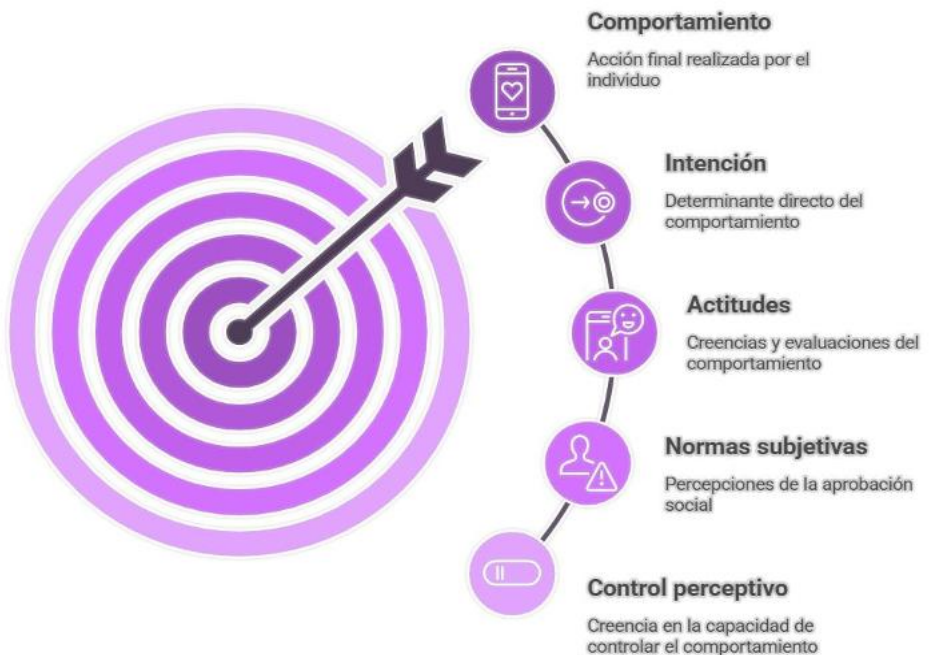 Comportamiento
Acción final realizada por el
individuo
Intención
Determinante directo del
comportamiento
Actitudes
Creencias y evaluaciones del
comportamiento
Normas subjetivas
Percepciones de la aprobación
social
Control perceptivo
Creencia en la capacidad de
controlar el comportamiento